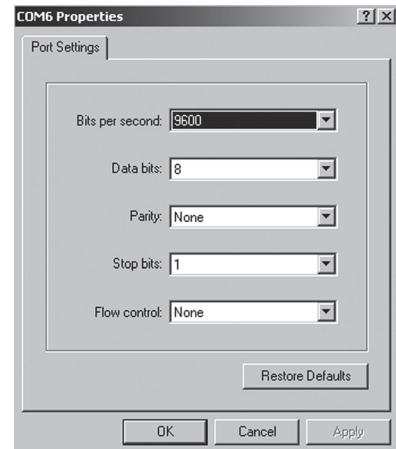 COM6 Properties
Port Settings
Bits per second: 9600
Data bits: 8
Parity: None
Stop bits: 1
Flow control: None
Restore Defaults
OK Cancel Apply